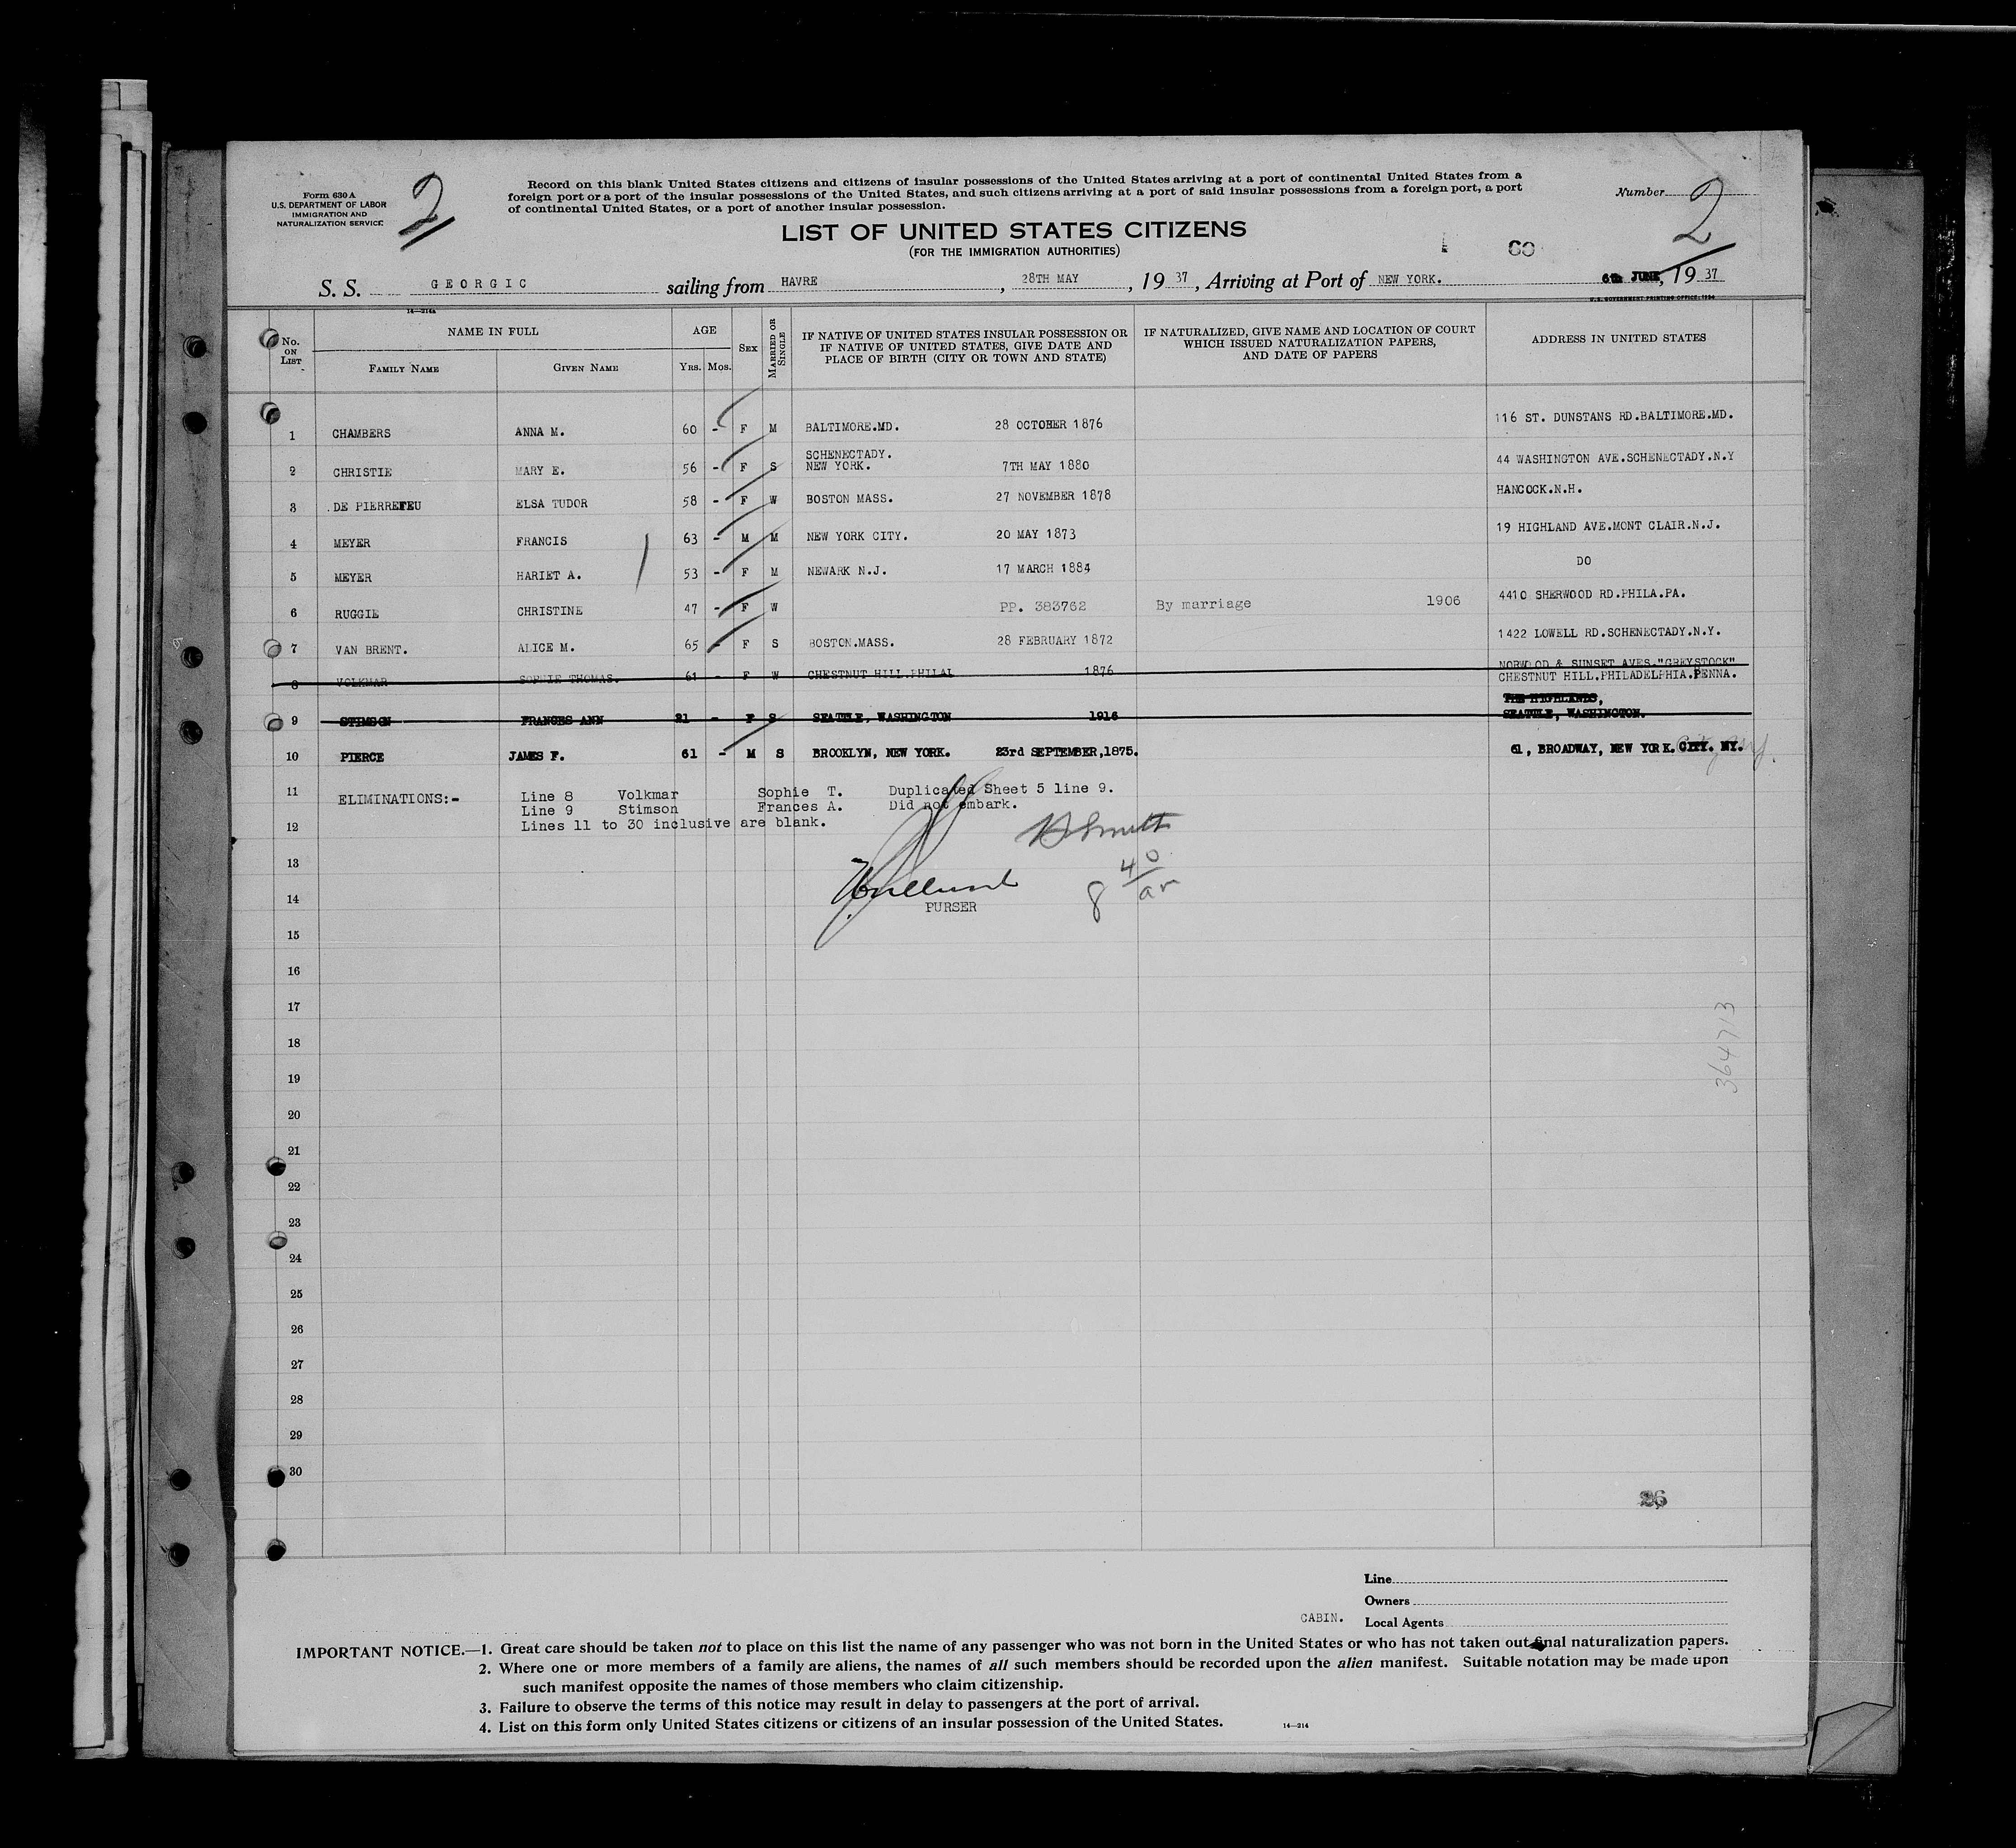 Form 630 A
U.S. DEPARTMENT OF LABOR
IMMIGRATION AND
NATURALIZATION SERVICE
2
Record on this blank United States citizens and citizens of insular possessions of the United States arriving at a port of continental United States from a
foreign port or a port of the insular possessions of the United States, and such citizens arriving at a port of said insular possessions from a foreign port, a port
of continental United States, or a port of another insular possession.
Number 2
LIST OF UNITED STATES CITIZENS
(FOR THE IMMIGRATION AUTHORITIES)
60
S. S. GEORGIC sailing from HAVRE, 28TH MAY, 19 37, Arriving at Port of NEW YORK. 6th JUNE, 19 37
U.S. GOVERNMENT PRINTING OFFICE: 1934
14—214A
No. ON LIST
NAME IN FULL
FAMILY NAME GIVEN NAME
AGE
YRS. MOS.
SEX
MARRIED OR SINGLE
IF NATIVE OF UNITED STATES INSULAR POSSESSION OR
IF NATIVE OF UNITED STATES, GIVE DATE AND
PLACE OF BIRTH (CITY OR TOWN AND STATE)
IF NATURALIZED, GIVE NAME AND LOCATION OF COURT
WHICH ISSUED NATURALIZATION PAPERS,
AND DATE OF PAPERS
ADDRESS IN UNITED STATES
1 CHAMBERS ANNA M. 60 - F M BALTIMORE.MD. 28 OCTOBER 1876 116 ST. DUNSTANS RD.BALTIMORE.MD.
2 CHRISTIE MARY E. 56 - F S SCHENECTADY.
NEW YORK. 7TH MAY 1880 44 WASHINGTON AVE.SCHENECTADY.N.Y
3 .DE PIERREFEU ELSA TUDOR 58 - F W BOSTON MASS. 27 NOVEMBER 1878 HANCOCK.N.H.
4 MEYER FRANCIS 63 - M M NEW YORK CITY. 20 MAY 1873 19 HIGHLAND AVE.MONT CLAIR.N.J.
5 MEYER HARIET A. 53 - F M NEWARK N.J. 17 MARCH 1884 DO
6 RUGGIE CHRISTINE 47 - F W PP. 383762 By marriage 1906 4410 SHERWOOD RD.PHILA.PA.
7 VAN BRENT. ALICE M. 65 - F S BOSTON.MASS. 28 FEBRUARY 1872 1422 LOWELL RD.SCHENECTADY.N.Y.
8 VOLKMAR SOPHIE THOMAS. 61 - F W CHESTNUT HILL.PHILAL 1876 NORWOOD & SUNSET AVES."GREYSTOCK"
CHESTNUT HILL.PHILADELPHIA.PENNA.
THE HIGHLANDS,
9 STIMSON FRANCES ANN 21 - F S SEATTLE, WASHINGTON 1916 SEATTLE, WASHINGTON.
10 PIERCE JAMES F. 61 - M S BROOKLYN, NEW YORK. 23rd SEPTEMBER,1875. 61, BROADWAY, NEW YORK. CITY. NY.
11 ELIMINATIONS:- Line 8 Volkmar Sophie T. Duplicated Sheet 5 line 9.
Line 9 Stimson Frances A. Did not embark.
12 Lines 11 to 30 inclusive are blank.
13
14 PURSER
15
16
17
18
19
20
21
22
23
24
25
26
27
28
29
30
364713
26
Line
Owners
CABIN. Local Agents
IMPORTANT NOTICE.—1. Great care should be taken not to place on this list the name of any passenger who was not born in the United States or who has not taken out final naturalization papers.
2. Where one or more members of a family are aliens, the names of all such members should be recorded upon the alien manifest. Suitable notation may be made upon
such manifest opposite the names of those members who claim citizenship.
3. Failure to observe the terms of this notice may result in delay to passengers at the port of arrival.
4. List on this form only United States citizens or citizens of an insular possession of the United States.
14—214